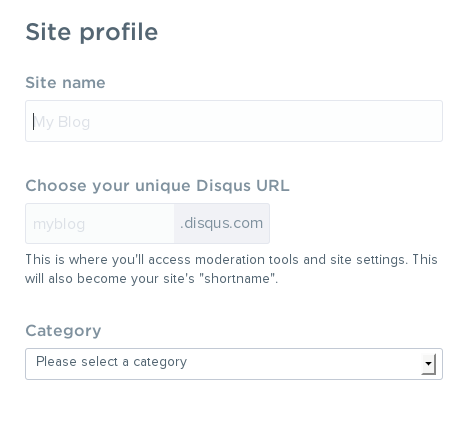 Site profile
Site name
My Blog
Choose your unique Disqus URL
myblog .disqus.com
This is where you'll access moderation tools and site settings. This
will also become your site's "shortname".
Category
Please select a category